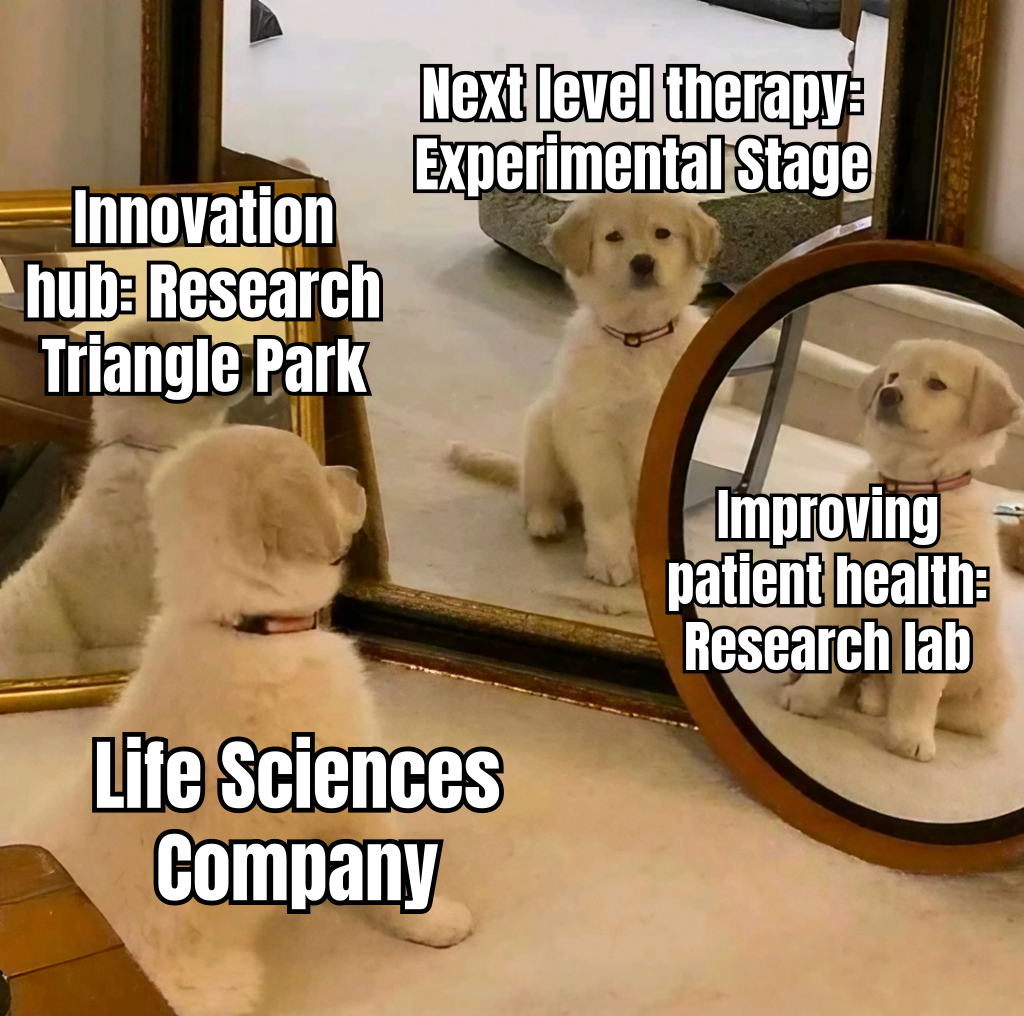 Next level therapy:
Experimental Stage
Innovation
hub: Research
Triangle Park
Improving
patient health:
Research lab
Life Sciences
Company